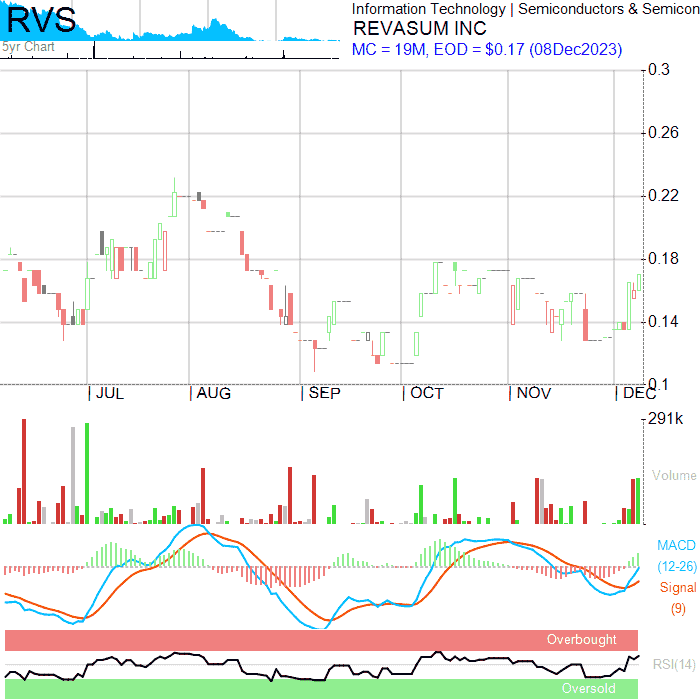 RVS
5yr Chart
Information Technology | Semiconductors & Semicon
REVASUM INC
MC = 19M, EOD = $0.17 (08Dec2023)
0.3
0.26
0.22
0.18
0.14
0.1
JUL
AUG
SEP
OCT
NOV
DEC
291k
Volume
MACD
(12-26)
Signal
(9)
Overbought
RSI(14)
Oversold